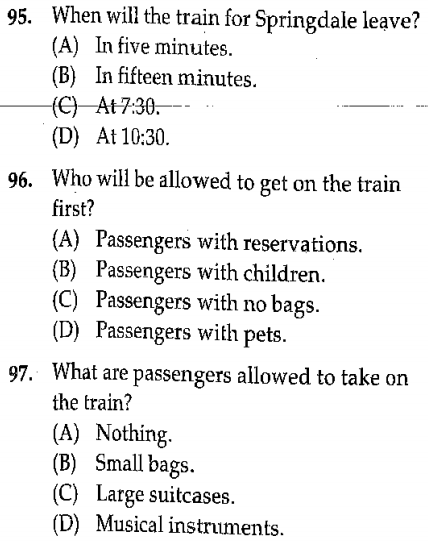 95. When will the train for Springdale leave?
(A) In five minutes.
(B) In fifteen minutes.
(C) At 7:30.
(D) At 10:30.
96. Who will be allowed to get on the train
first?
(A) Passengers with reservations.
(B) Passengers with children.
(C) Passengers with no bags.
(D) Passengers with pets.
97. What are passengers allowed to take on
the train?
(A) Nothing.
(B) Small bags.
(C) Large suitcases.
(D) Musical instruments.